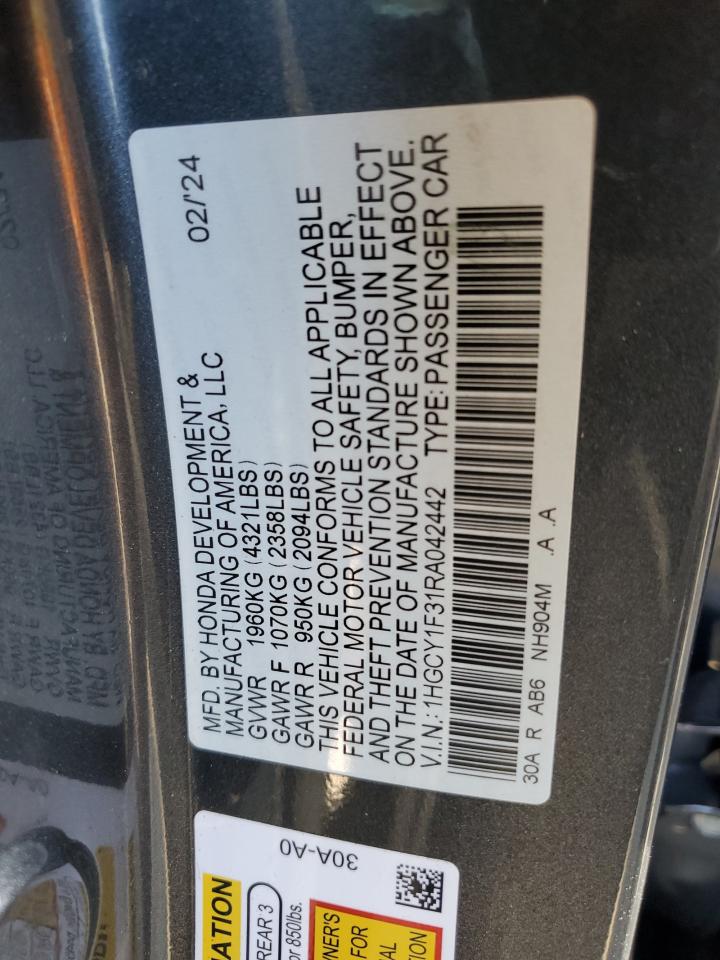 MFD. BY HONDA DEVELOPMENT & 02/'24
MANUFACTURING OF AMERICA, LLC
GVWR 1960KG (4321LBS)
GAWR F 1070KG (2358LBS)
GAWR R 950KG (2094LBS)
THIS VEHICLE CONFORMS TO ALL APPLICABLE
FEDERAL MOTOR VEHICLE SAFETY, BUMPER,
AND THEFT PREVENTION STANDARDS IN EFFECT
ON THE DATE OF MANUFACTURE SHOWN ABOVE.
V.I.N.: 1HGCY1F31RA042442 TYPE: PASSENGER CAR
30A R AB6 NH904M .A .A
30A-A0
REAR 3
850lbs.
FOR